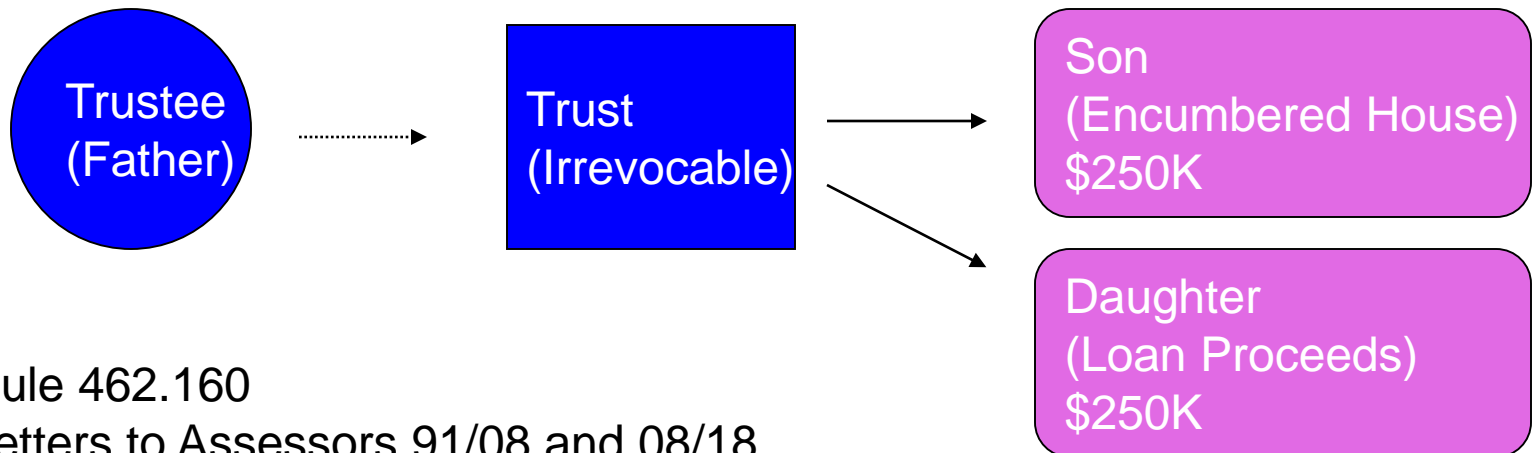 Trustee
(Father)
Trust
(Irrevocable)
Son
(Encumbered House)
$250K
Daughter
(Loan Proceeds)
$250K
ule 462.160
etters to Assessors 91/08 and 08/18